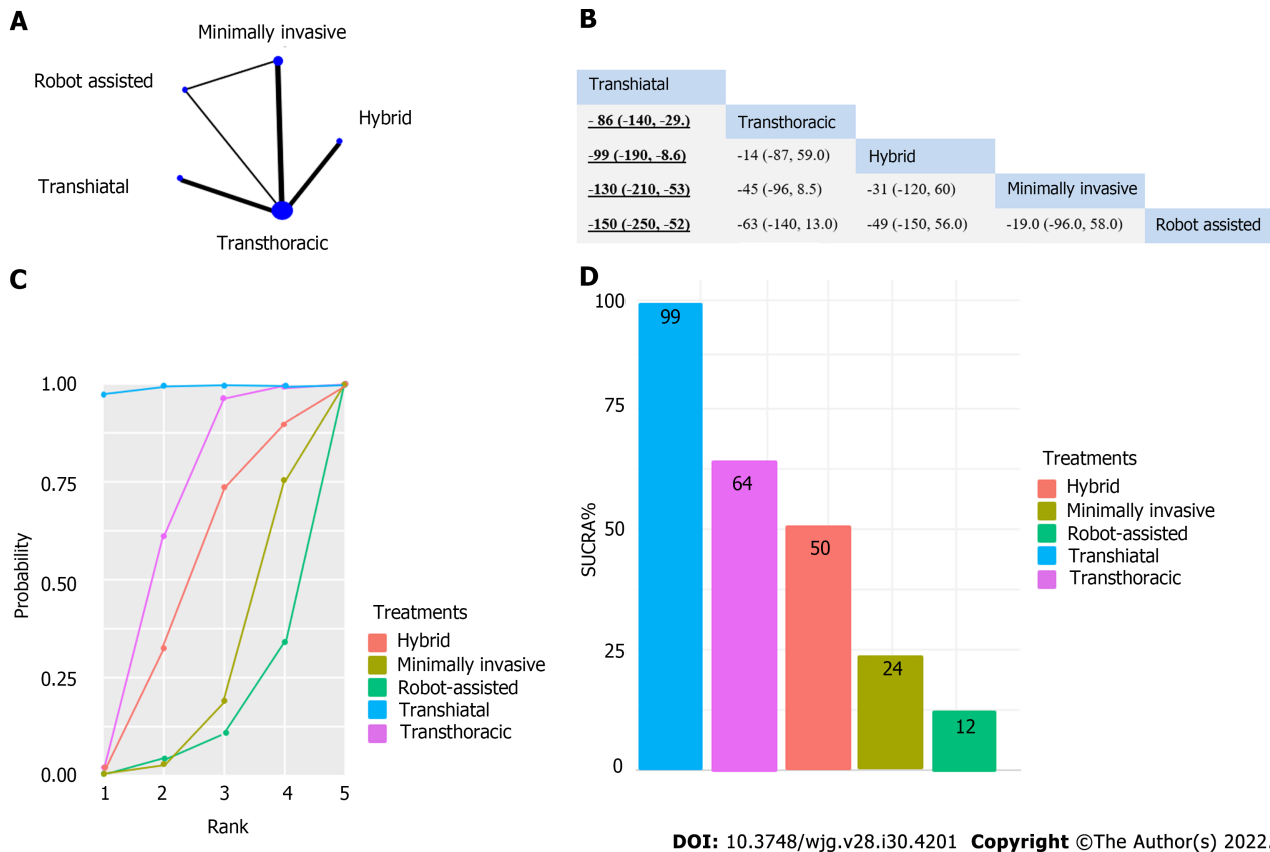 A
Minimally invasive
Robot assisted
Hybrid
Transhiatal
Transthoracic
B
Transhiatal
- 86 (-140, -29.) Transthoracic
-99 (-190, -8.6) -14 (-87, 59.0) Hybrid
-130 (-210, -53) -45 (-96, 8.5) -31 (-120, 60) Minimally invasive
-150 (-250, -52) -63 (-140, 13.0) -49 (-150, 56.0) -19.0 (-96.0, 58.0) Robot assisted
C
1.00
0.75
0.50
0.25
0.00
Probability
1 2 3 4 5
Rank
Treatments
Hybrid
Minimally invasive
Robot-assisted
Transhiatal
Transthoracic
D
100
75
50
25
0
SUCRA%
99
64
50
24
12
Treatments
Hybrid
Minimally invasive
Robot-assisted
Transhiatal
Transthoracic
DOI: 10.3748/wjg.v28.i30.4201 Copyright ©The Author(s) 2022.